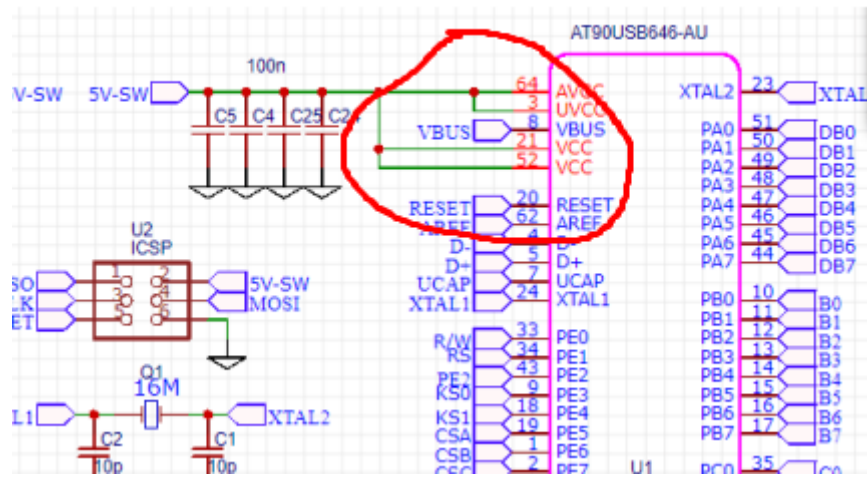 AT90USB646-AU
100n
V-SW
5V-SW
64
AVCC
XTAL2
23
XTAL
3
UVCC
C5
C4
C25
C24
VBUS
8
VBUS
PA0
51
DB0
21
VCC
PA1
50
DB1
52
VCC
PA2
49
DB2
PA3
48
DB3
RESET
20
RESET
PA4
47
DB4
AREF
62
AREF
PA5
46
DB5
D-
4
D-
PA6
45
DB6
D+
5
D+
PA7
44
DB7
UCAP
7
UCAP
XTAL1
24
XTAL1
U2
ICSP
SO
1
2
5V-SW
LK
3
4
MOSI
ET
5
6
PB0
10
B0
PB1
11
B1
R/W
33
PE0
PB2
12
B2
RS
34
PE1
PB3
13
B3
PE2
43
PE2
PB4
14
B4
KS0
9
PE3
PB5
15
B5
KS1
18
PE4
PB6
16
B6
CSA
19
PE5
PB7
17
B7
CSB
1
PE6
CSC
2
PE7
U1
PC0
35
C0
Q1
16M
L1
XTAL2
C2
10p
C1
10p